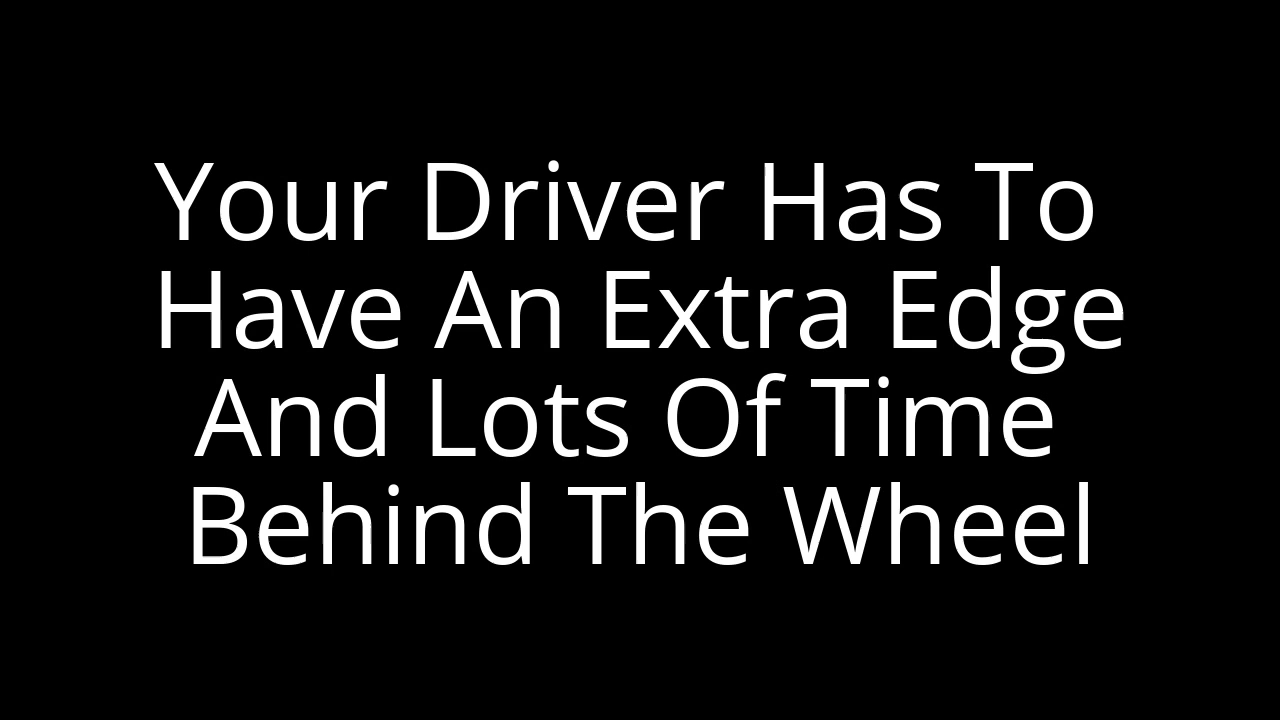 Your Driver Has To
Have An Extra Edge
And Lots Of Time
Behind The Wheel